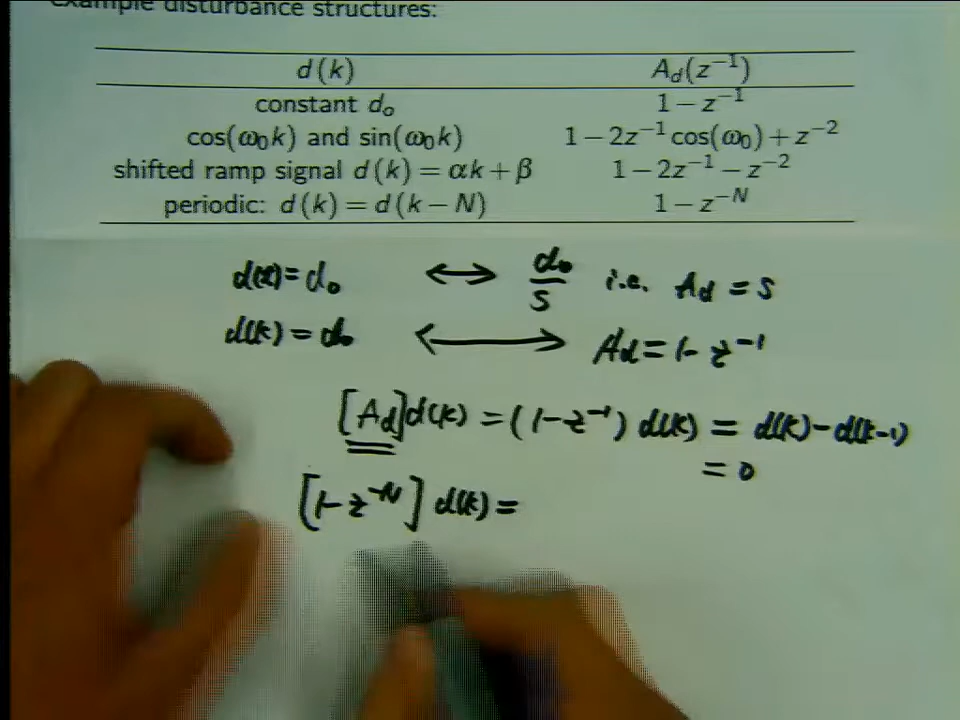 example disturbance structures:
d(k) A_d(z^{-1})
constant d_o 1 − z^{-1}
cos(ω_0k) and sin(ω_0k) 1 − 2z^{-1} cos(ω_0) + z^{-2}
shifted ramp signal d(k) = αk + β 1 − 2z^{-1} − z^{-2}
periodic: d(k) = d(k − N) 1 − z^{-N}
d(t) = d_o ↔ d_o/S i.e. A_d = S
d(k) = d_o ⟷ A_d = 1 - z^{-1}
[A_d]d(k) = (1 - z^{-1}) d(k) = d(k) - d(k-1)
= 0
[1 - z^{-N}] d(k) =